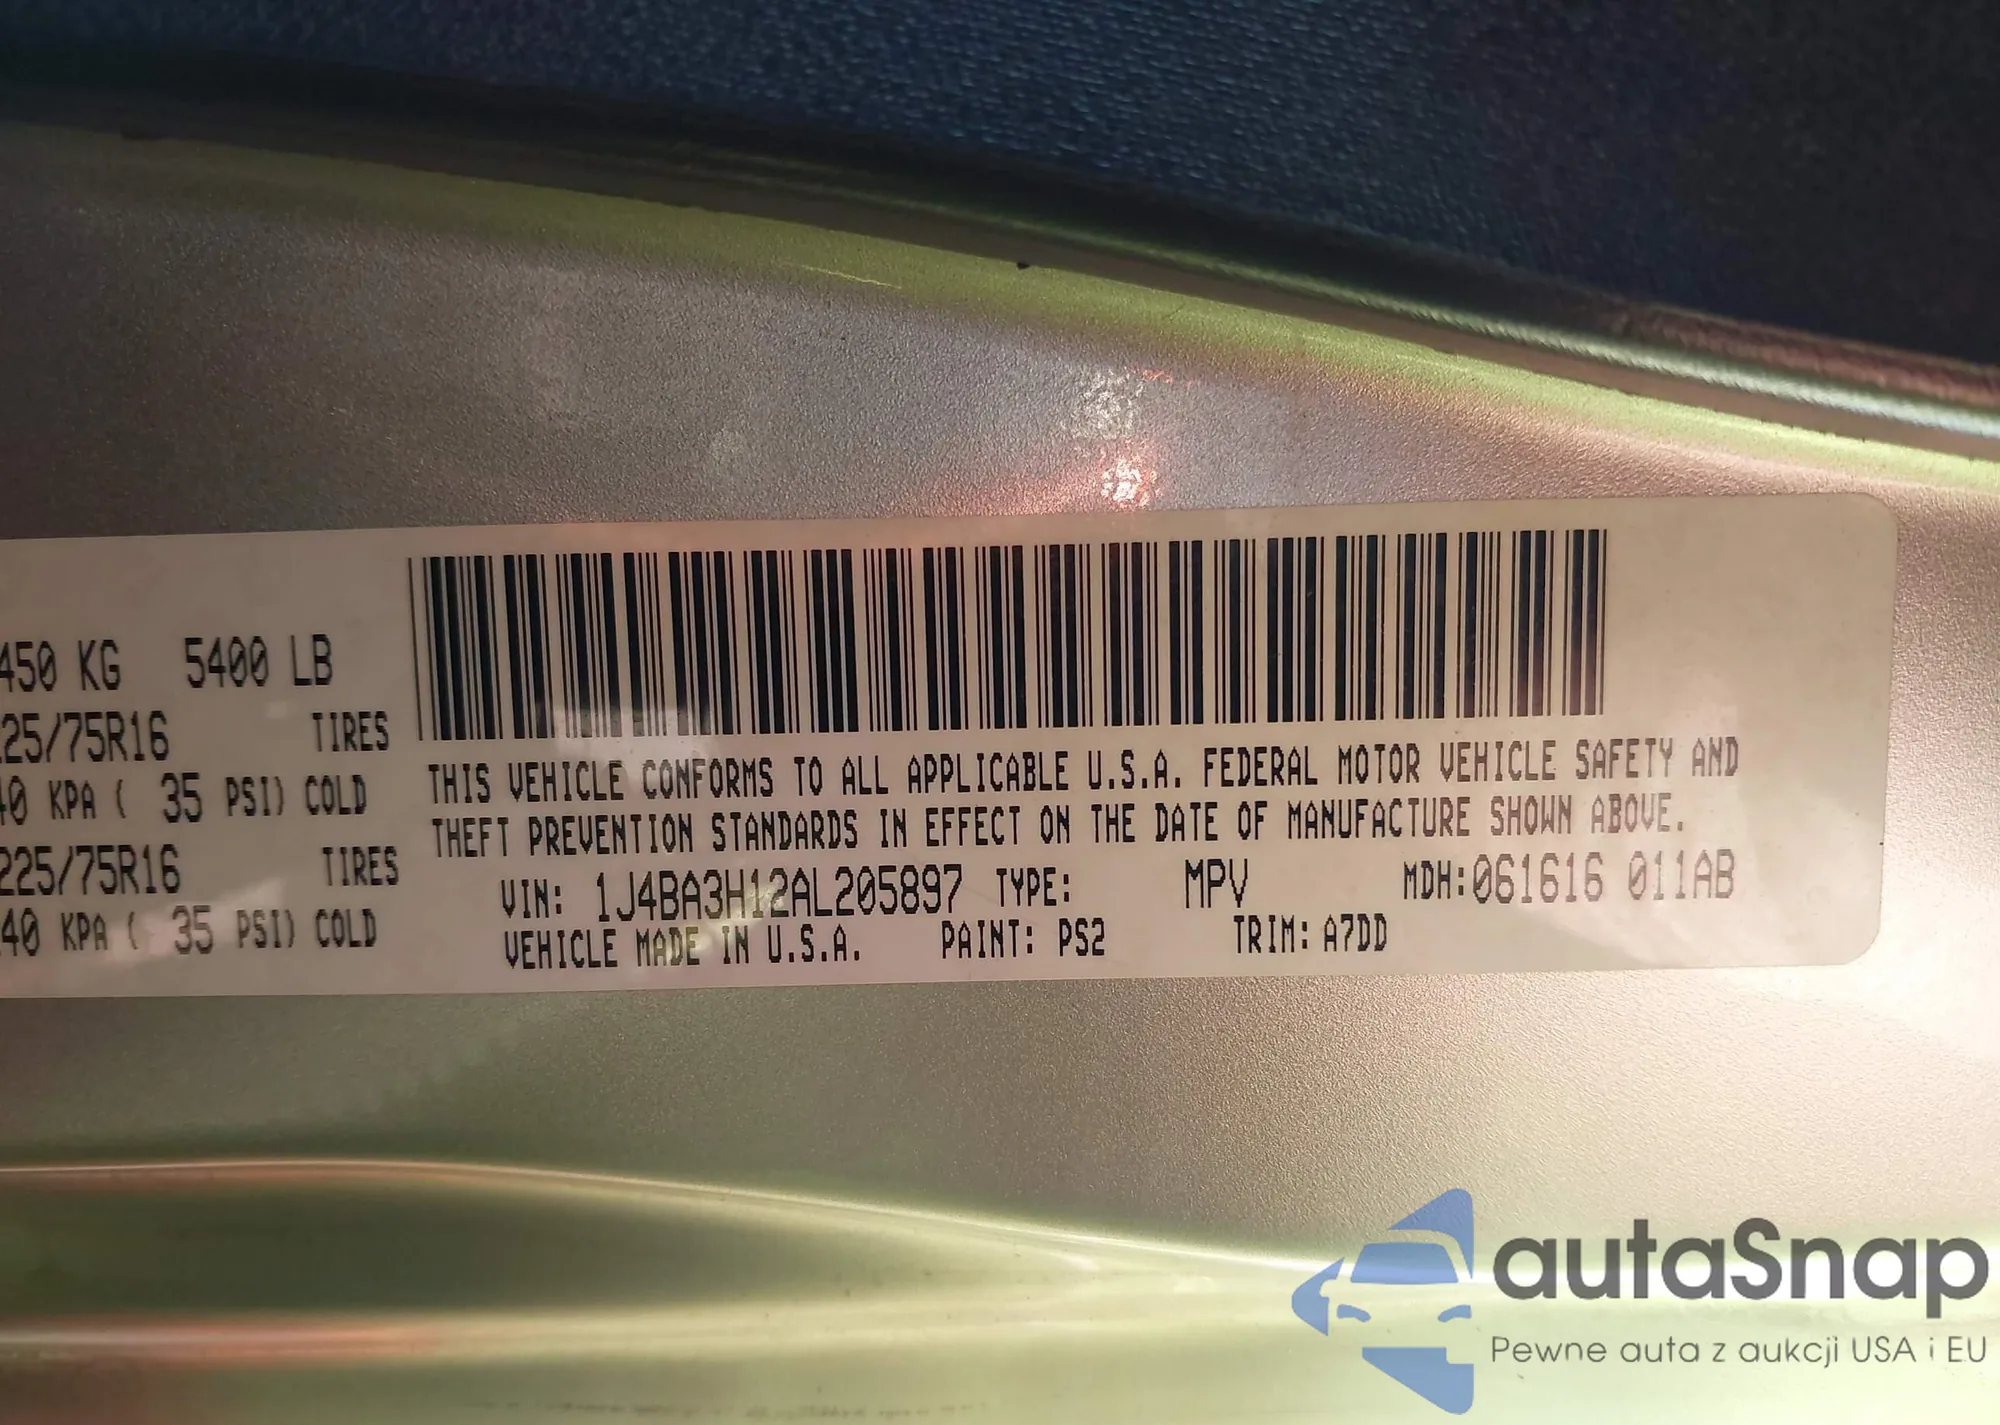 450 KG 5400 LB
25/75R16 TIRES
40 KPA ( 35 PSI) COLD
225/75R16 TIRES
40 KPA ( 35 PSI) COLD
THIS VEHICLE CONFORMS TO ALL APPLICABLE U.S.A. FEDERAL MOTOR VEHICLE SAFETY AND
THEFT PREVENTION STANDARDS IN EFFECT ON THE DATE OF MANUFACTURE SHOWN ABOVE.
VIN: 1J4BA3H12AL205897 TYPE: MPV MDH:061616 011AB
VEHICLE MADE IN U.S.A. PAINT: PS2 TRIM: A7DD
autaSnap
Pewne auta z aukcji USA i EU